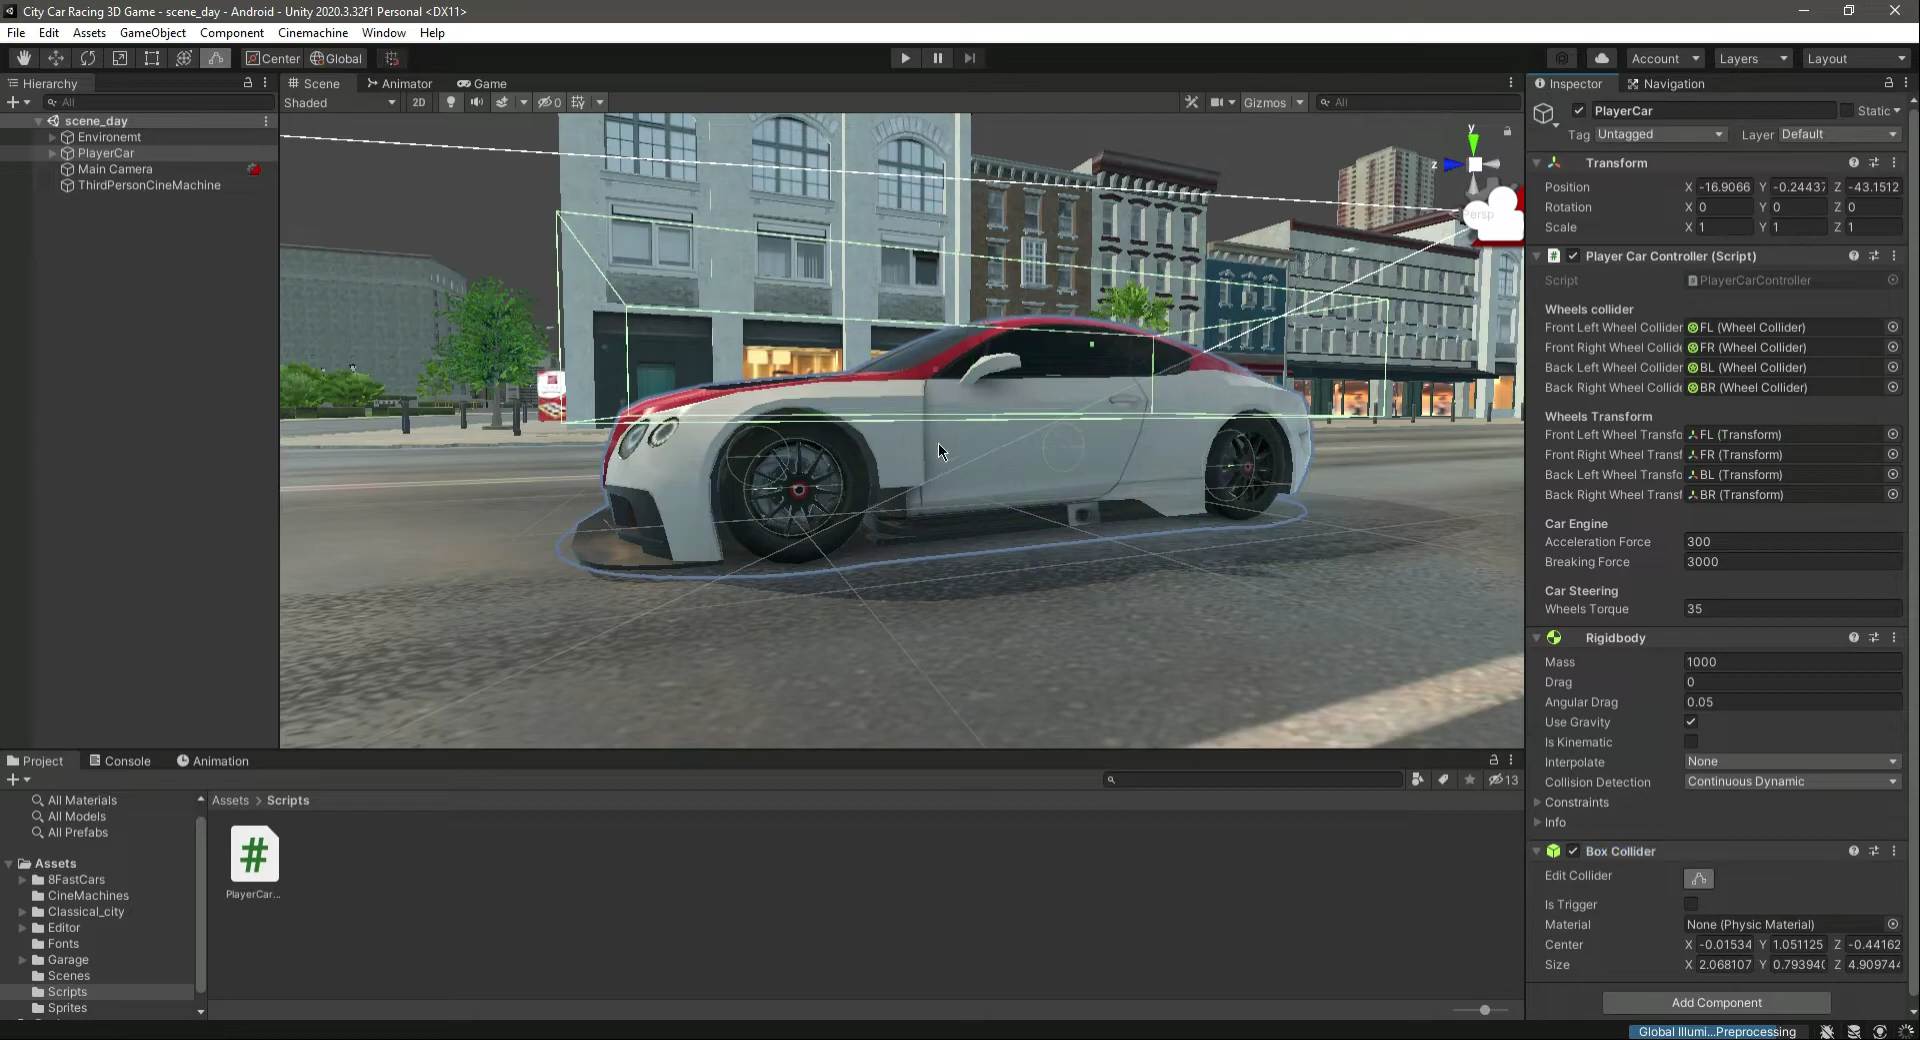 City Car Racing 3D Game - scene_day - Android - Unity 2020.3.32f1 Personal <DX11>
File Edit Assets GameObject Component Cinemachine Window Help
Center Global Account Layers Layout
Hierarchy
All
scene_day
Environemt
PlayerCar
Main Camera
ThirdPersonCineMachine
Scene Animator Game
Shaded 2D 0 Gizmos All
y
z
Persp
Inspector Navigation
PlayerCar Static
Tag Untagged Layer Default
Transform
Position X -16.9066 Y -0.24437 Z -43.1512
Rotation X 0 Y 0 Z 0
Scale X 1 Y 1 Z 1
# Player Car Controller (Script)
Script PlayerCarController
Wheels collider
Front Left Wheel Collider FL (Wheel Collider)
Front Right Wheel Collide FR (Wheel Collider)
Back Left Wheel Collider BL (Wheel Collider)
Back Right Wheel Collide BR (Wheel Collider)
Wheels Transform
Front Left Wheel Transfo FL (Transform)
Front Right Wheel Transfo FR (Transform)
Back Left Wheel Transfo BL (Transform)
Back Right Wheel Transf BR (Transform)
Car Engine
Acceleration Force 300
Breaking Force 3000
Car Steering
Wheels Torque 35
Rigidbody
Mass 1000
Drag 0
Angular Drag 0.05
Use Gravity
Is Kinematic
Interpolate None
Collision Detection Continuous Dynamic
Constraints
Info
Box Collider
Edit Collider
Is Trigger
Material None (Physic Material)
Center X -0.01534 Y 1.051125 Z -0.44162
Size X 2.068107 Y 0.79394 Z 4.90974
Add Component
Project Console Animation
13
All Materials
All Models
All Prefabs
Assets
8FastCars
CineMachines
Classical_city
Editor
Fonts
Garage
Scenes
Scripts
Sprites
Assets > Scripts
#
PlayerCar...
Global Illumi...Preprocessing